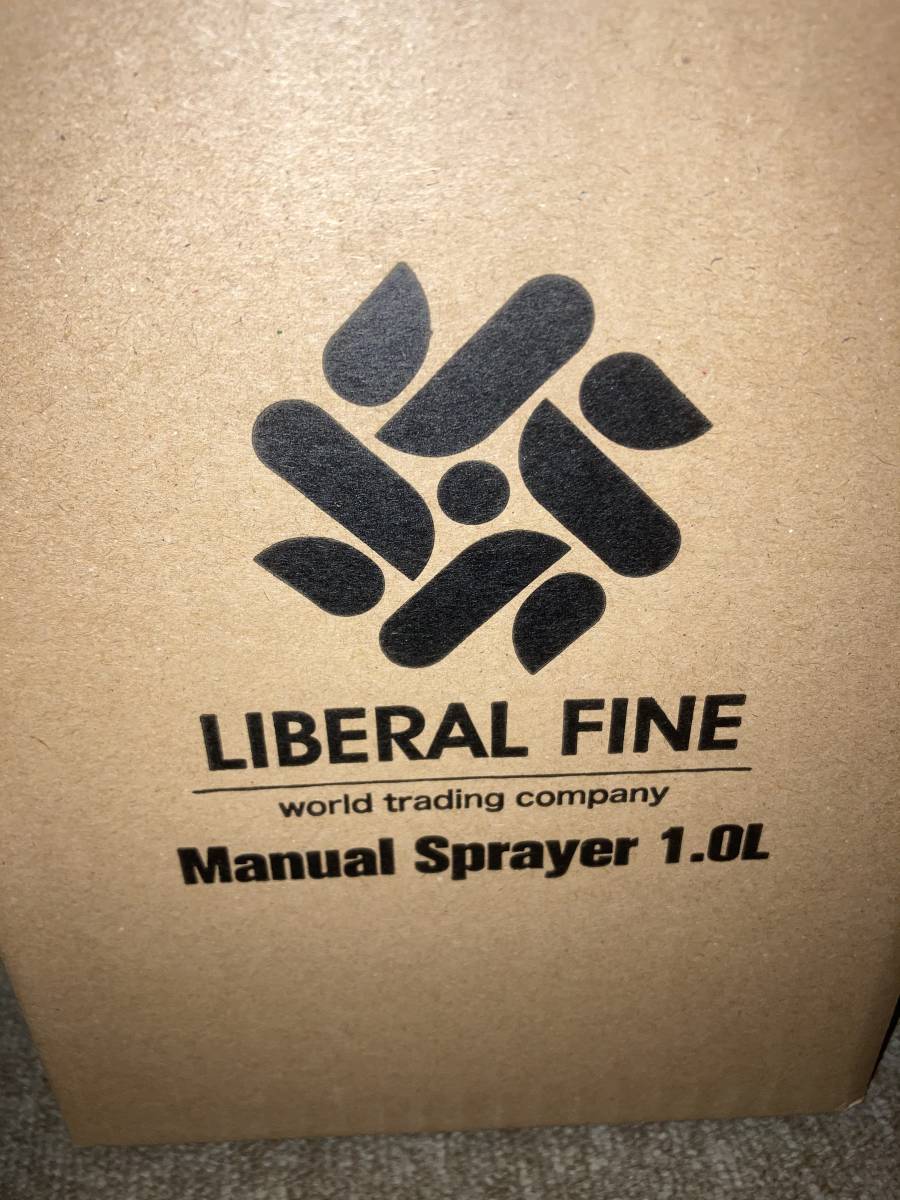 LIBERAL FINE
world trading company
Manual Sprayer 1.0L